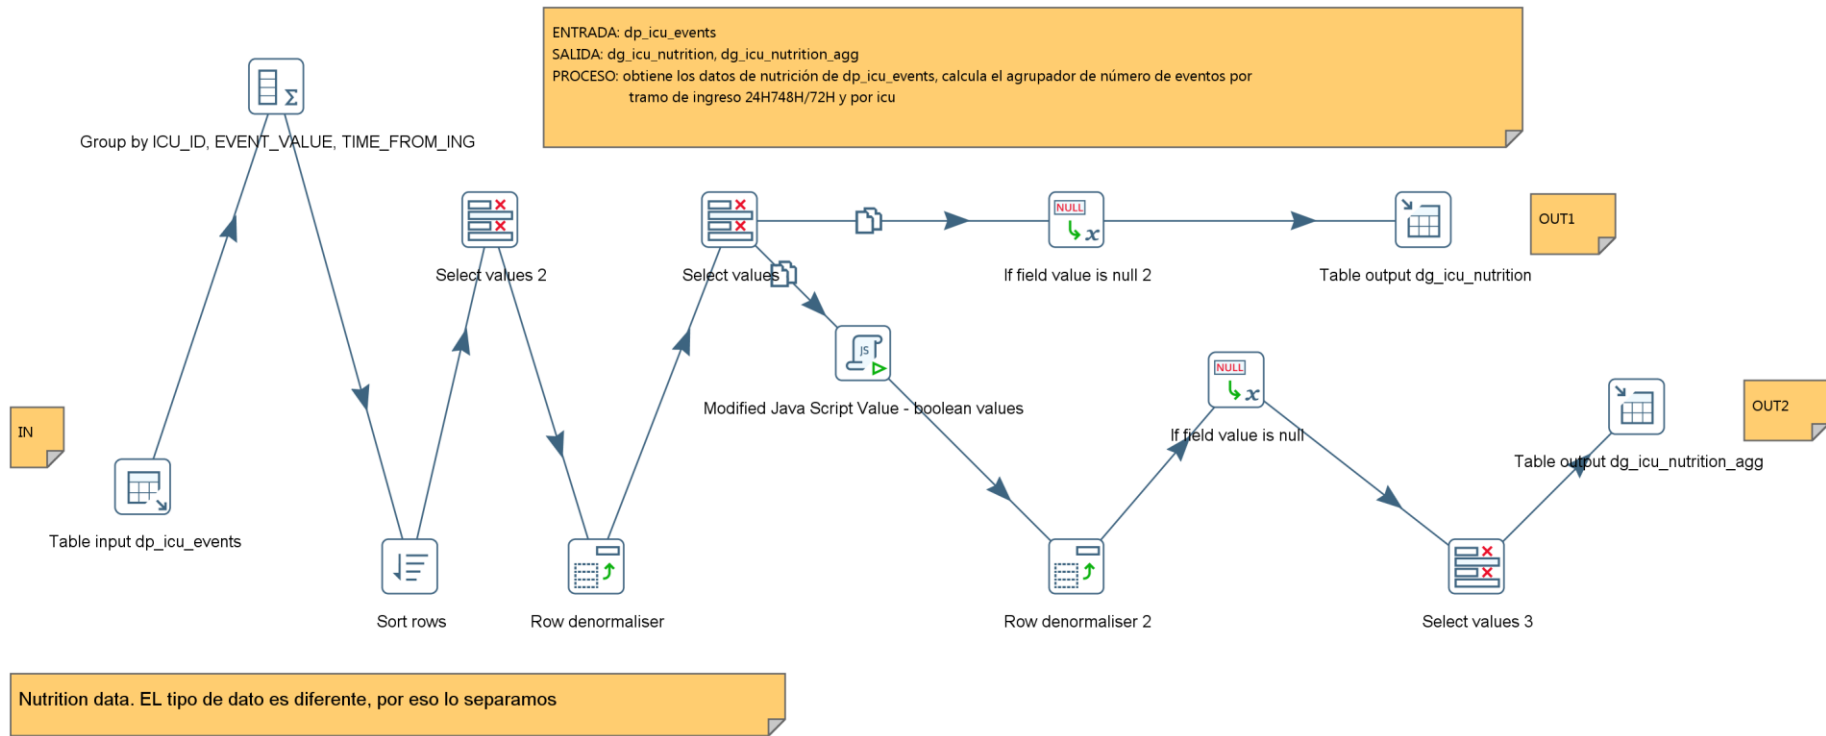 ENTRADA: dp_icu_events
SALIDA: dg_icu_nutrition, dg_icu_nutrition_agg
PROCESO: obtiene los datos de nutrición de dp_icu_events, calcula el agrupador de número de eventos por
tramo de ingreso 24H748H/72H y por icu
Group by ICU_ID, EVENT_VALUE, TIME_FROM_ING
NULL
x
OUT1
Select values 2
Select values
If field value is null 2
Table output dg_icu_nutrition
JS
Modified Java Script Value - boolean values
NULL
x
If field value is null
OUT2
Table output dg_icu_nutrition_agg
IN
Table input dp_icu_events
Sort rows
Row denormaliser
Row denormaliser 2
Select values 3
Nutrition data. EL tipo de dato es diferente, por eso lo separamos